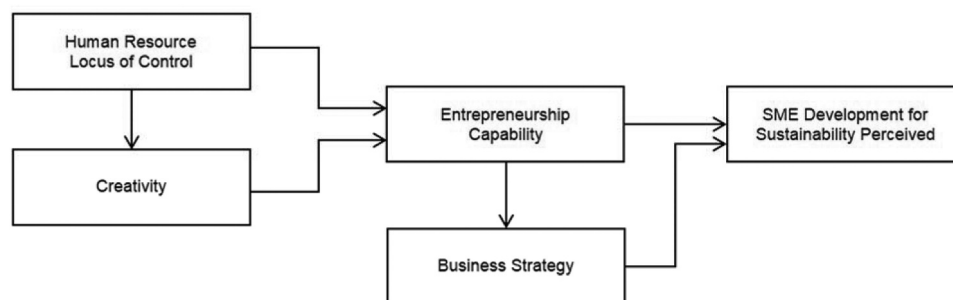 Human Resource
Locus of Control
Creativity
Entrepreneurship
Capability
Business Strategy
SME Development for
Sustainability Perceived